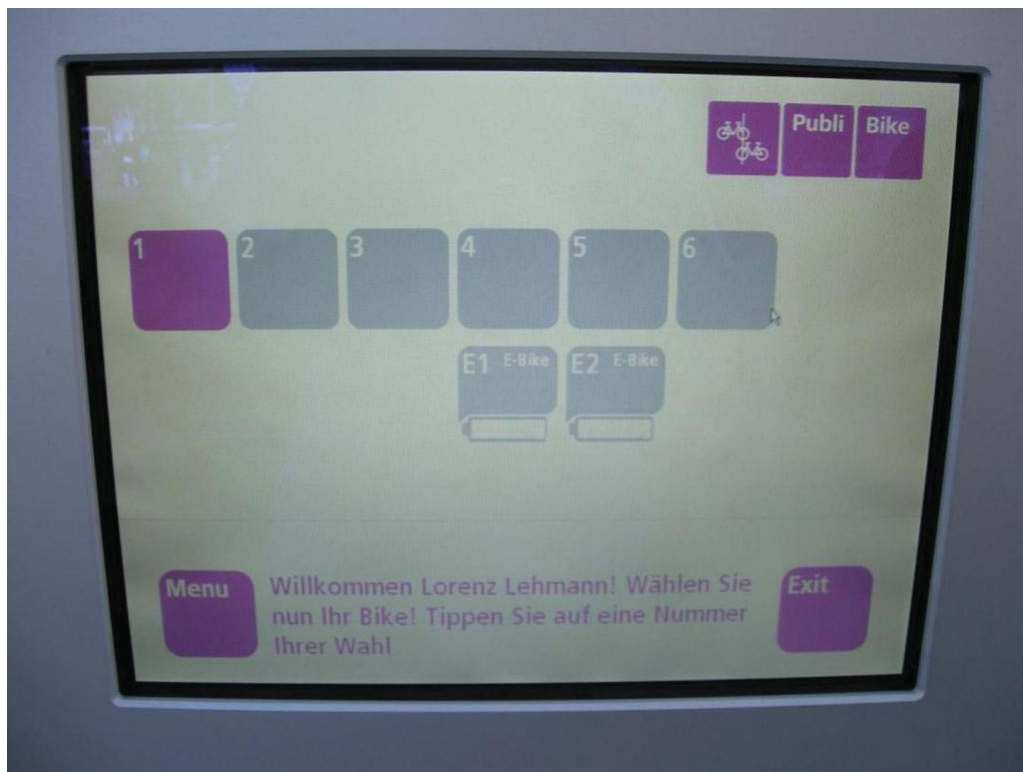 Publi Bike
1 2 3 4 5 6
E1 E-Bike E2 E-Bike
Menu
Willkommen Lorenz Lehmann! Wählen Sie
nun Ihr Bike! Tippen Sie auf eine Nummer
Ihrer Wahl
Exit